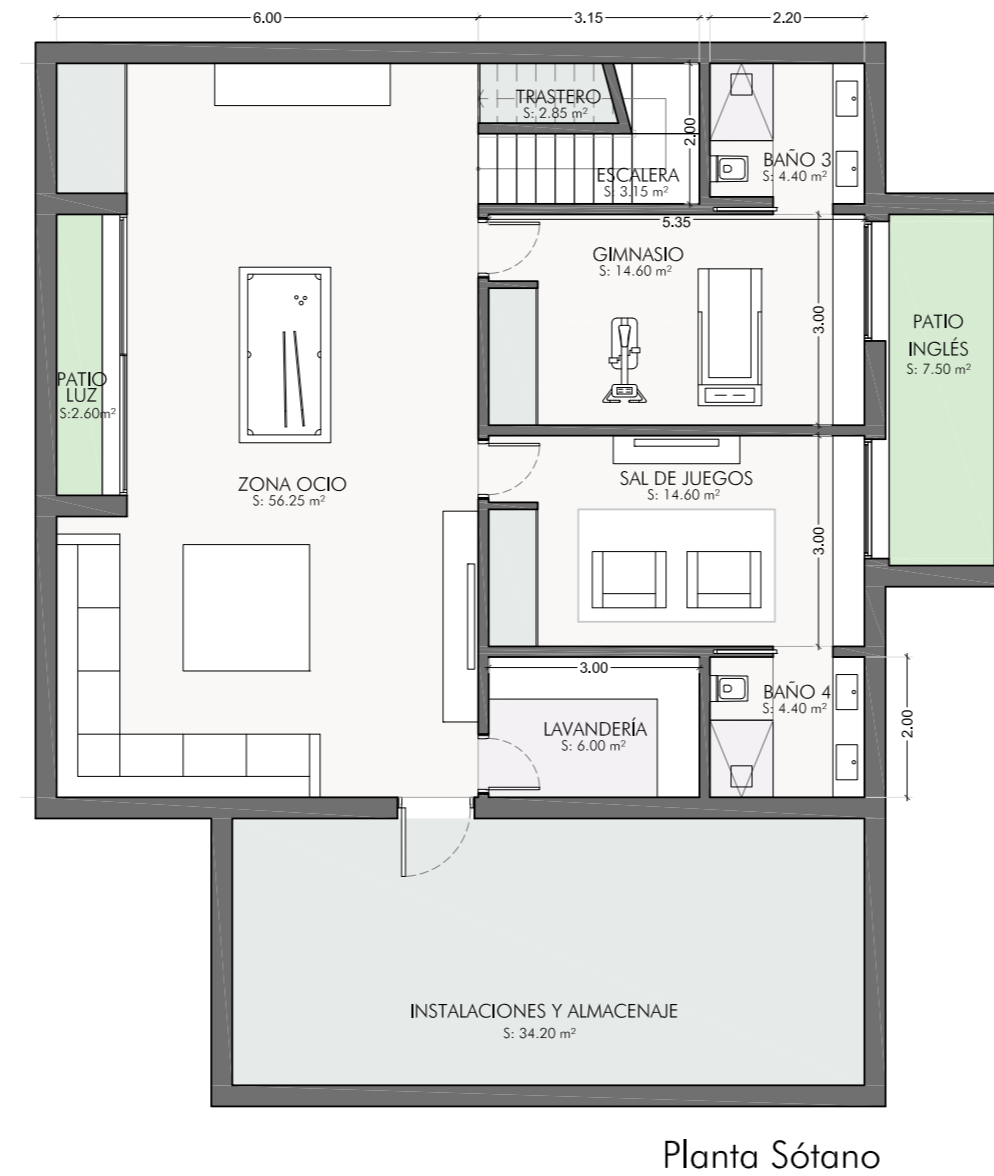 6.00
3.15
2.20
TRASTERO
S: 2.85 m²
2.00
ESCALERA
S: 3.15 m²
BAÑO 3
S: 4.40 m²
5.35
GIMNASIO
S: 14.60 m²
3.00
PATIO
INGLÉS
S: 7.50 m²
PATIO
LUZ
S:2.60m²
ZONA OCIO
S: 56.25 m²
SAL DE JUEGOS
S: 14.60 m²
3.00
3.00
BAÑO 4
S: 4.40 m²
2.00
LAVANDERÍA
S: 6.00 m²
INSTALACIONES Y ALMACENAJE
S: 34.20 m²
Planta Sótano